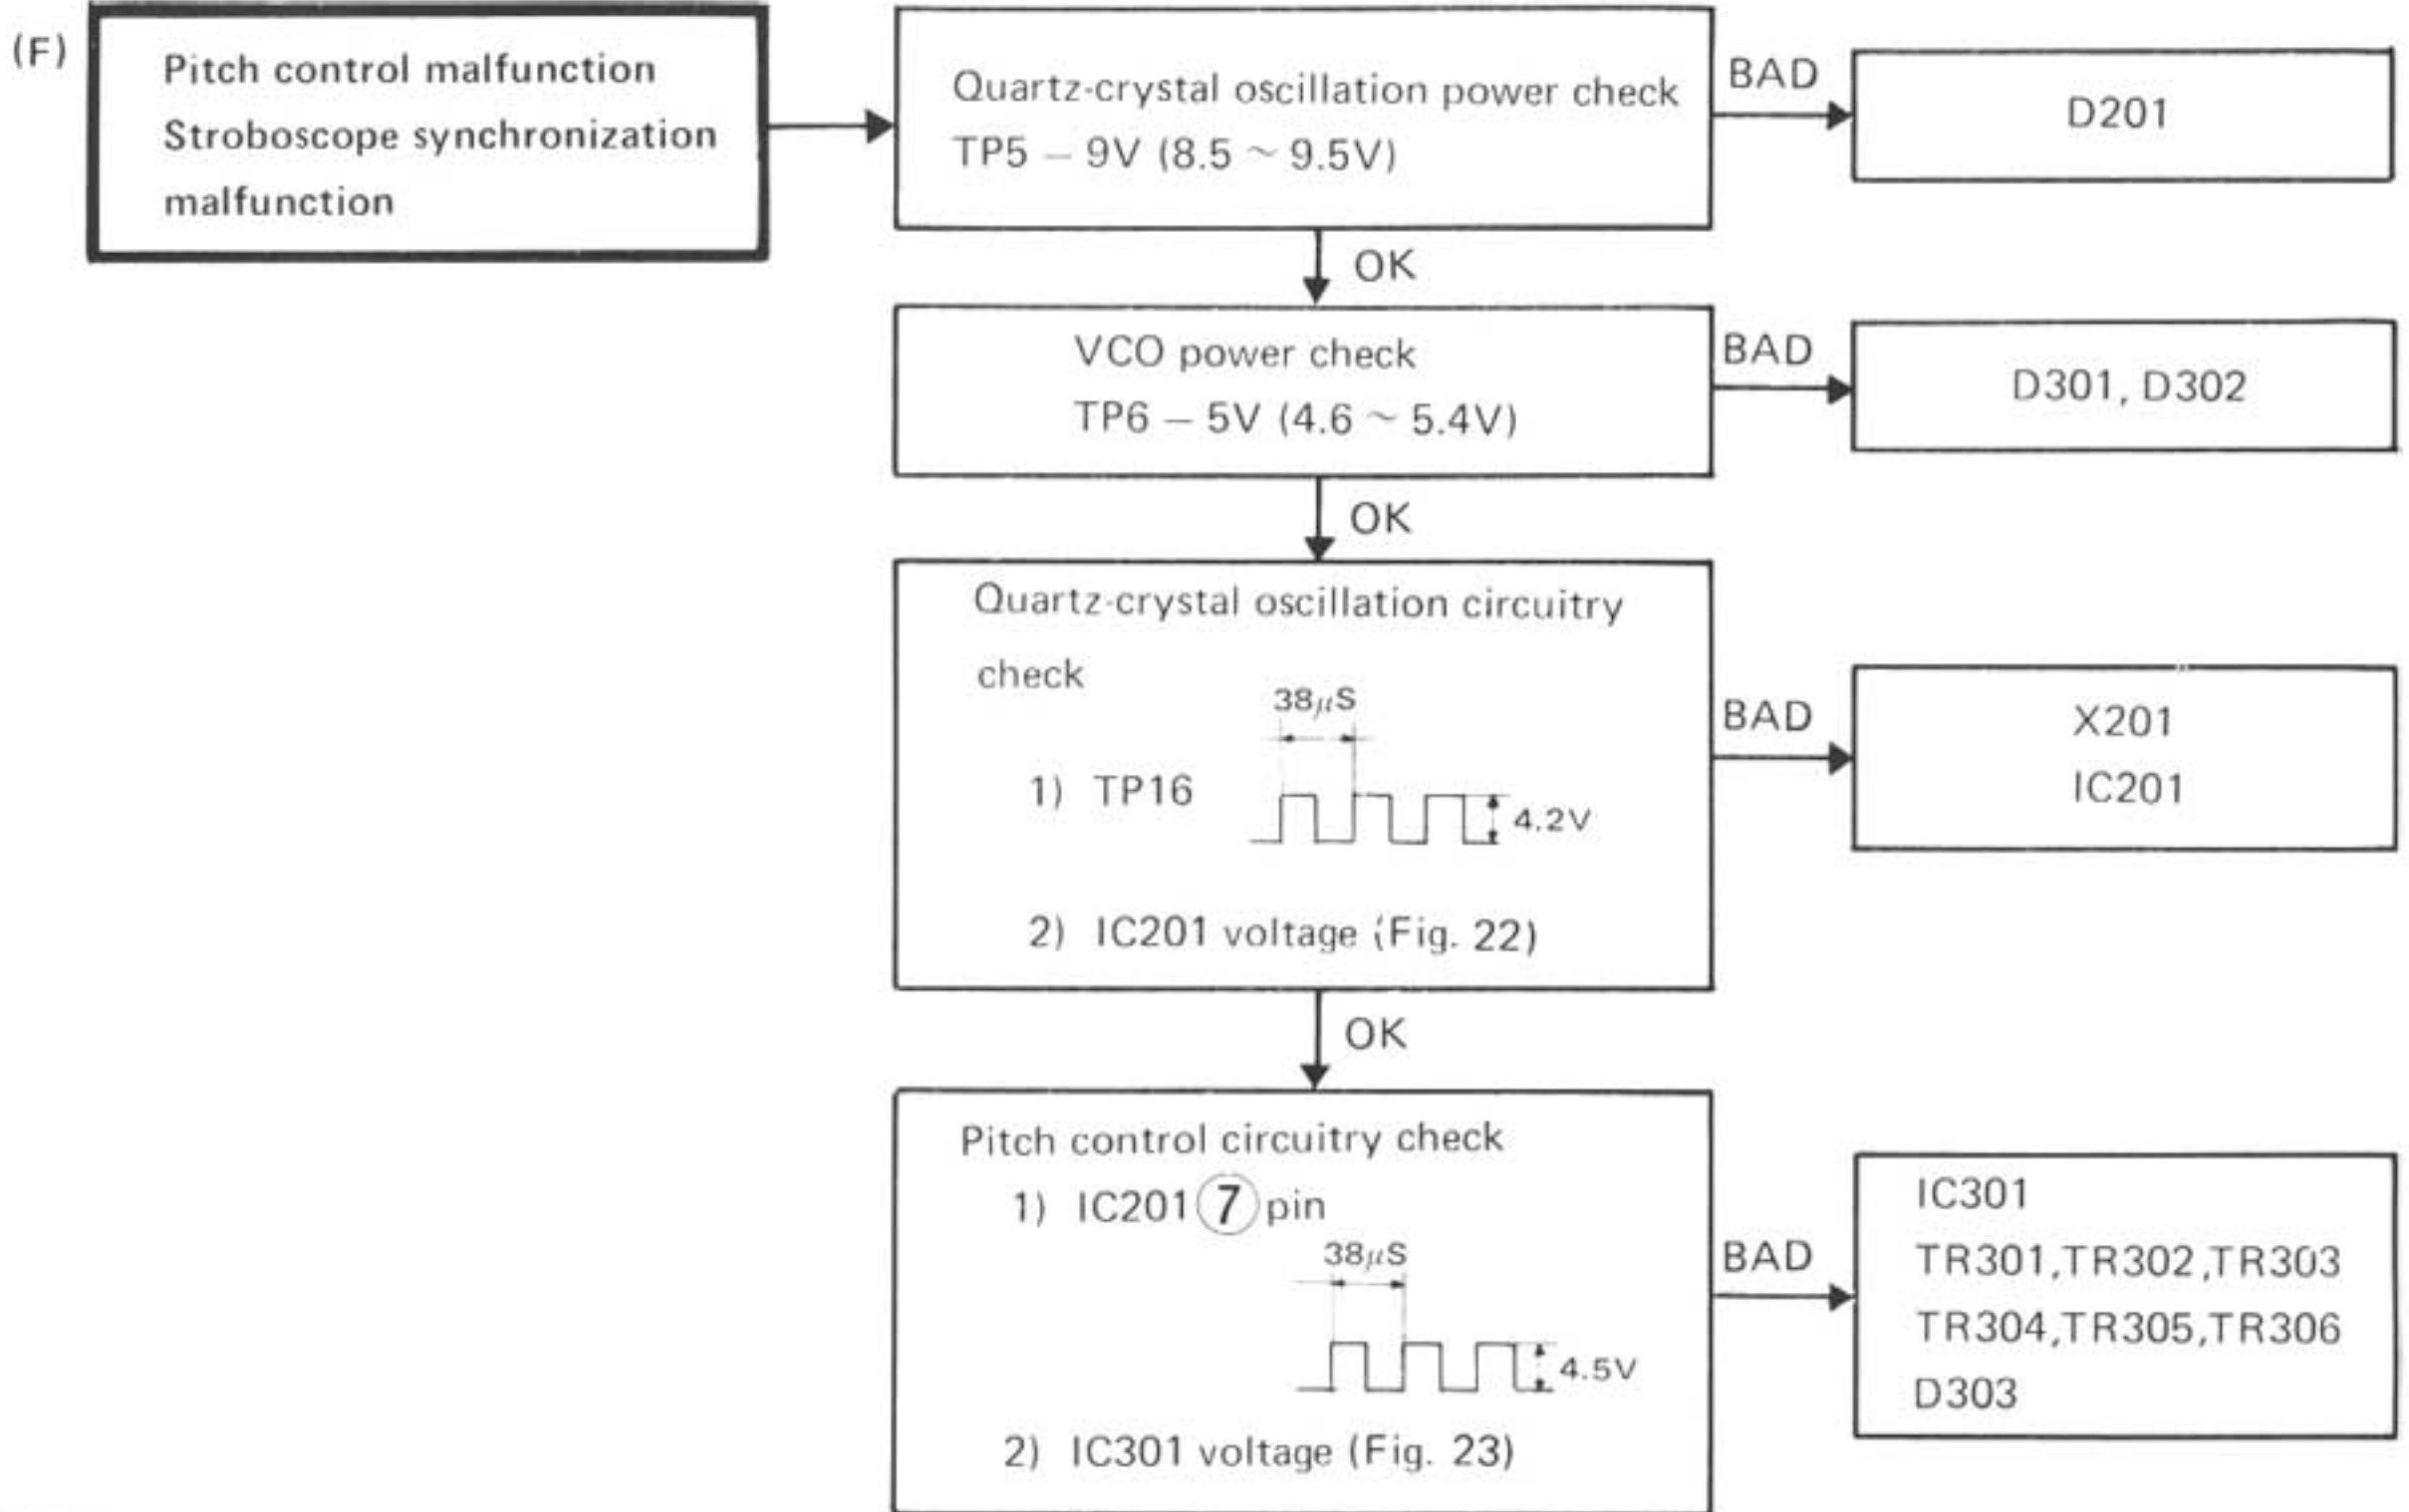 (F)
Pitch control malfunction
Stroboscope synchronization
malfunction
Quartz-crystal oscillation power check
TP5 – 9V (8.5 ~ 9.5V)
BAD
D201
OK
VCO power check
TP6 – 5V (4.6 ~ 5.4V)
BAD
D301, D302
OK
Quartz-crystal oscillation circuitry
check
38μS
1) TP16
4.2V
2) IC201 voltage (Fig. 22)
BAD
X201
IC201
OK
Pitch control circuitry check
1) IC201 ⑦ pin
38μS
4.5V
2) IC301 voltage (Fig. 23)
BAD
IC301
TR301,TR302,TR303
TR304,TR305,TR306
D303